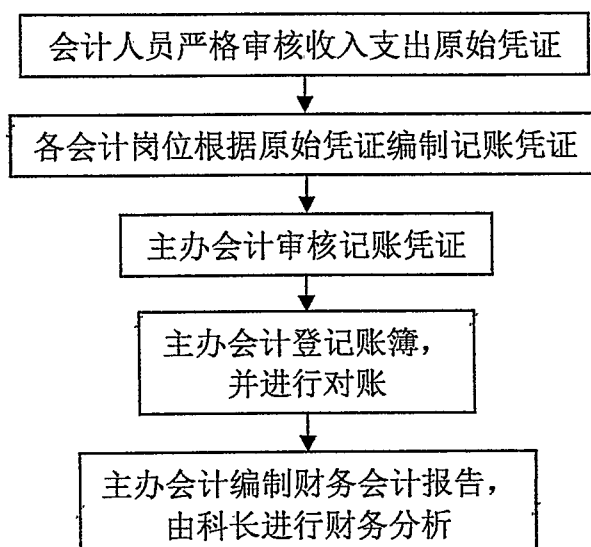 会计人员严格审核收入支出原始凭证
各会计岗位根据原始凭证编制记账凭证
主办会计审核记账凭证
主办会计登记账簿，
并进行对账
主办会计编制财务会计报告，
由科长进行财务分析